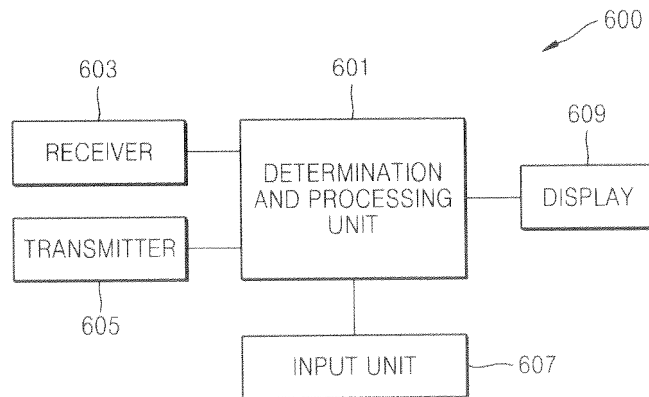 600
603
601
609
RECEIVER
DETERMINATION
AND PROCESSING
UNIT
DISPLAY
TRANSMITTER
605
INPUT UNIT
607